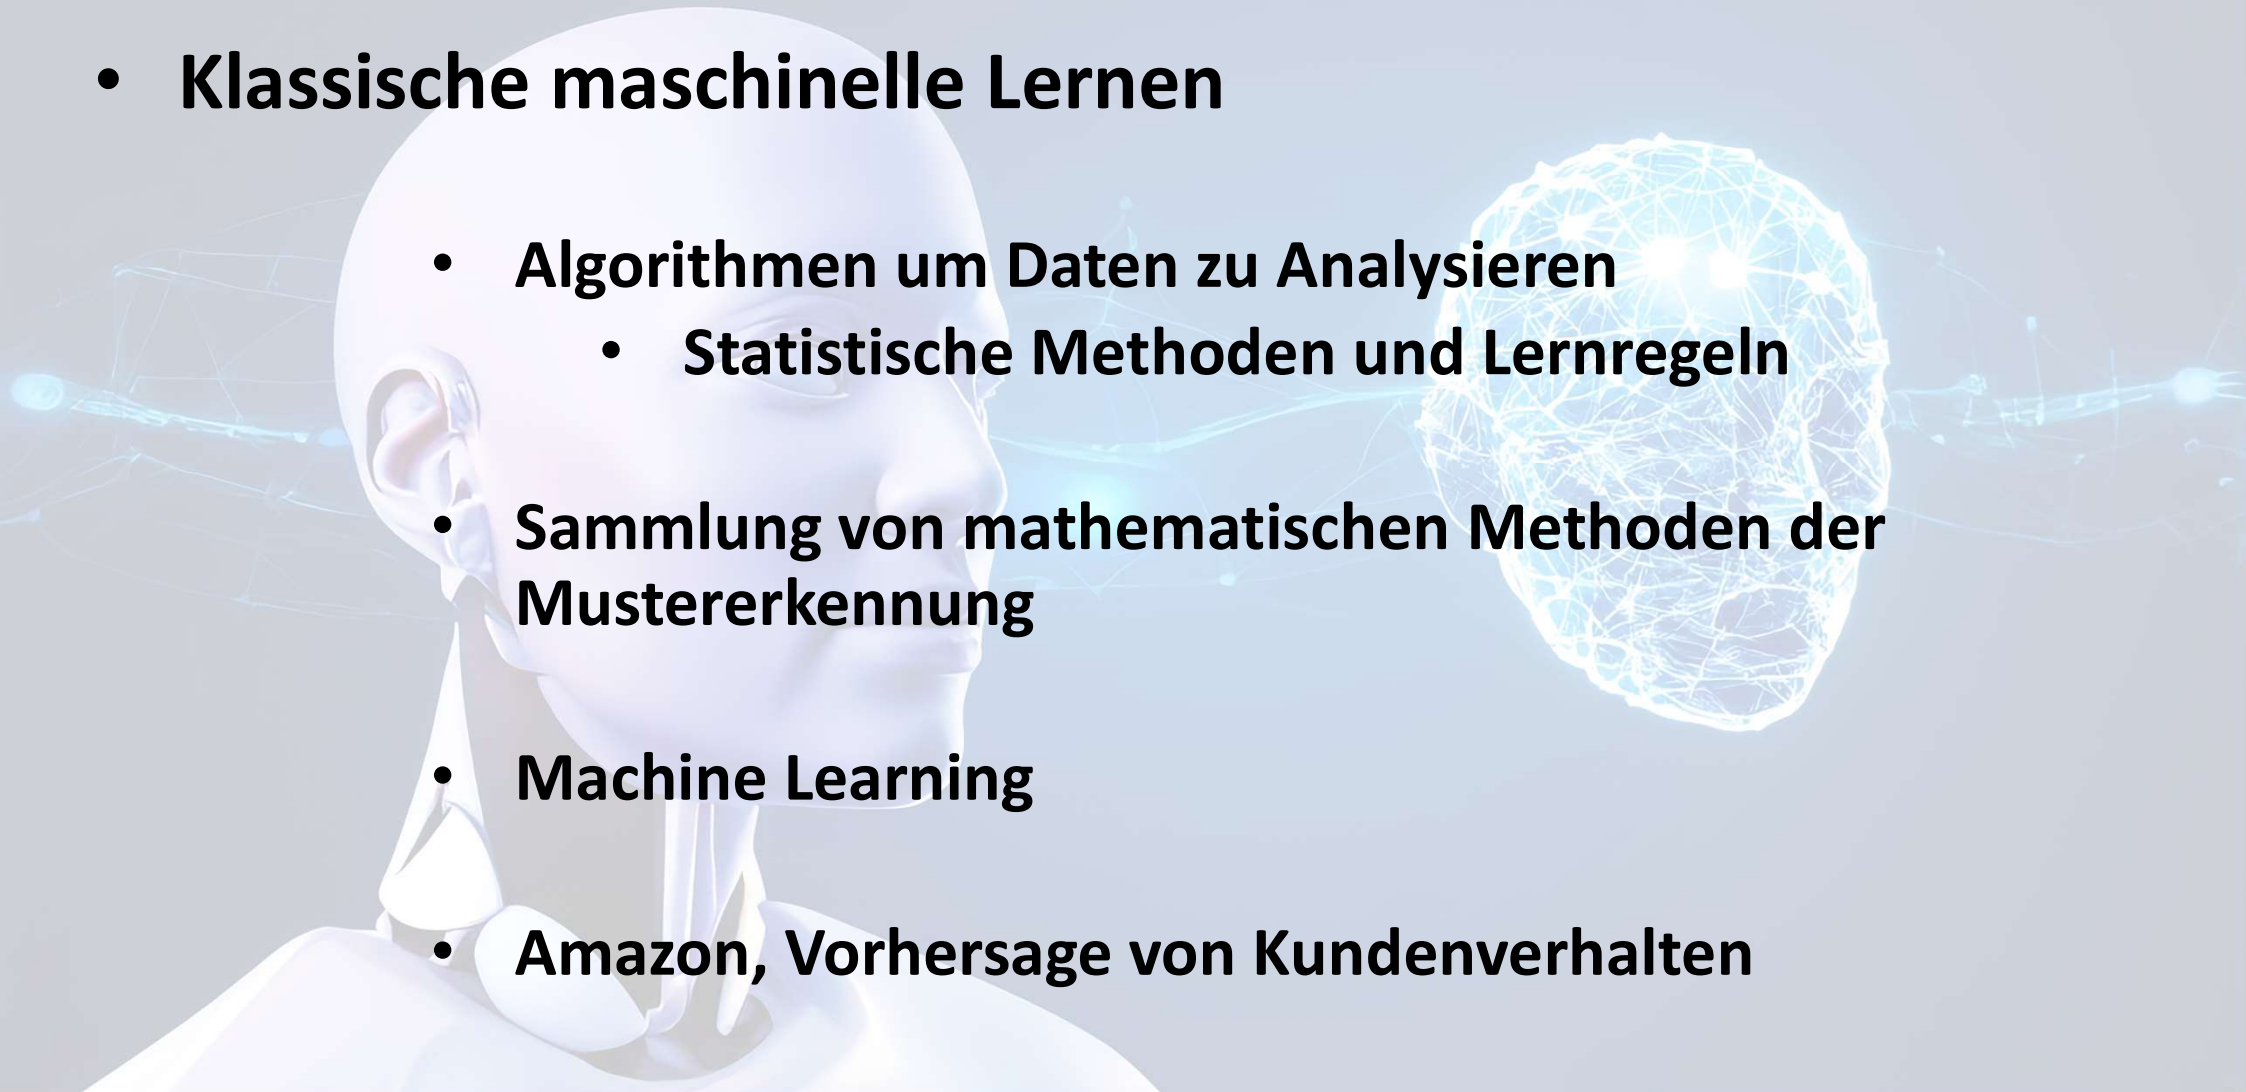 • Klassische maschinelle Lernen
• Algorithmen um Daten zu Analysieren
• Statistische Methoden und Lernregeln
• Sammlung von mathematischen Methoden der
Mustererkennung
• Machine Learning
• Amazon, Vorhersage von Kundenverhalten